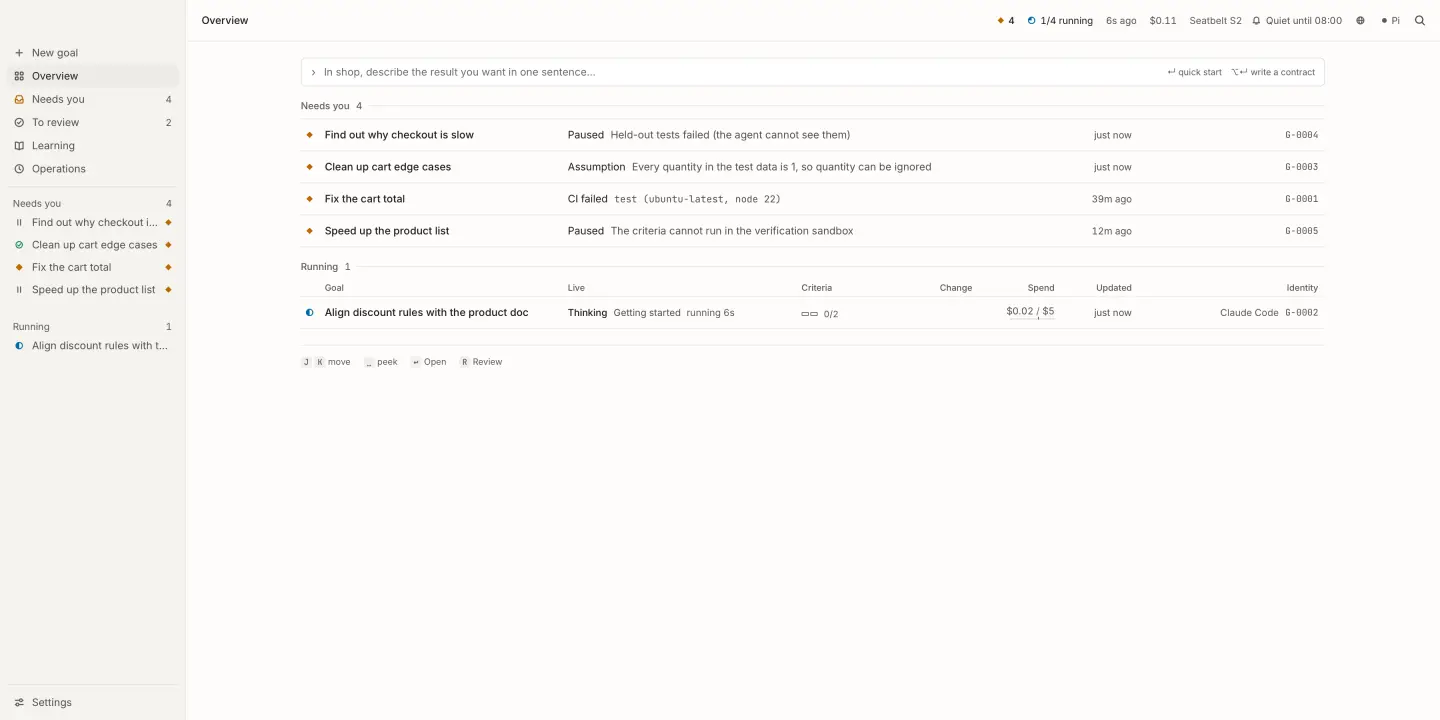 Overview
4
1/4 running
6s ago
$0.11
Seatbelt S2
Quiet until 08:00
Pi
New goal
Overview
Needs you 4
To review 2
Learning
Operations
Needs you 4
Find out why checkout i...
Clean up cart edge cases
Fix the cart total
Speed up the product list
Running 1
Align discount rules with t...
Settings
› In shop, describe the result you want in one sentence...
↵ quick start ⌥↵ write a contract
Needs you 4
Find out why checkout is slow Paused Held-out tests failed (the agent cannot see them) just now G-0004
Clean up cart edge cases Assumption Every quantity in the test data is 1, so quantity can be ignored just now G-0003
Fix the cart total CI failed test (ubuntu-latest, node 22) 39m ago G-0001
Speed up the product list Paused The criteria cannot run in the verification sandbox 12m ago G-0005
Running 1
Goal Live Criteria Change Spend Updated Identity
Align discount rules with the product doc Thinking Getting started running 6s 0/2 $0.02 / $5 just now Claude Code G-0002
J K move ␣ peek ↵ Open R Review